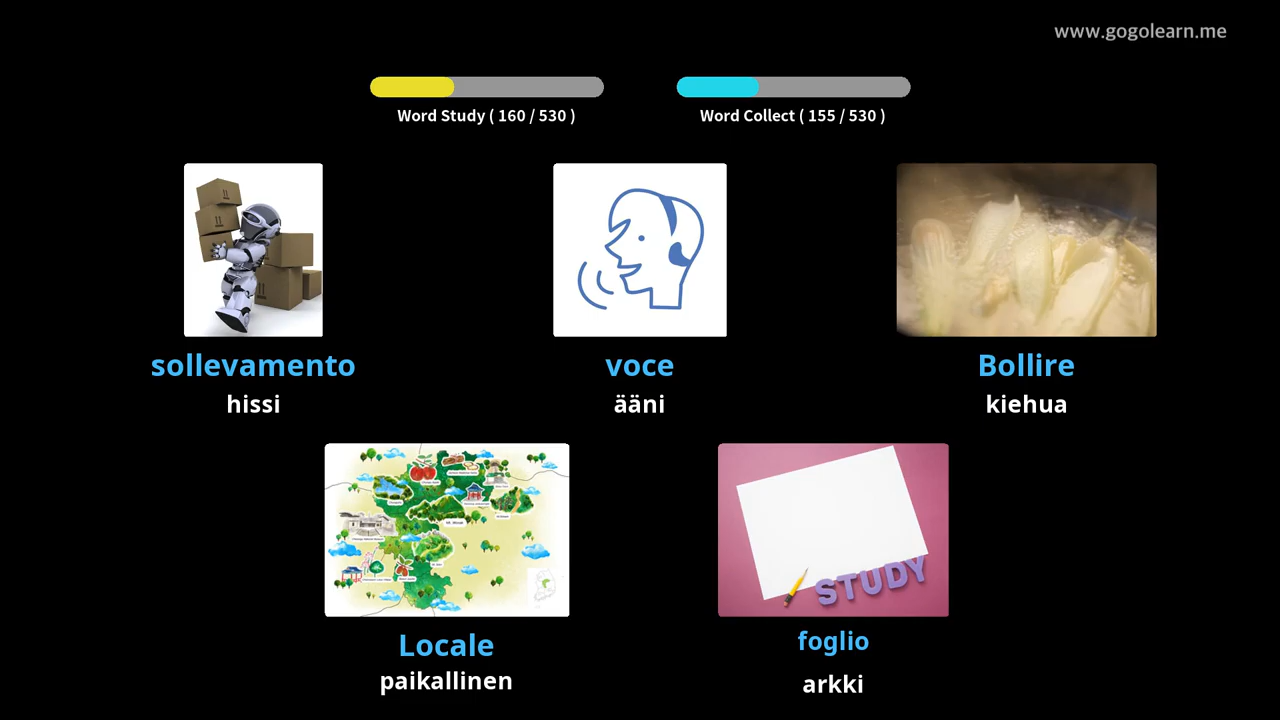 www.gogolearn.me
Word Study ( 160 / 530 )
Word Collect ( 155 / 530 )
sollevamento
hissi
voce
ääni
Bollire
kiehua
Locale
paikallinen
STUDY
foglio
arkki